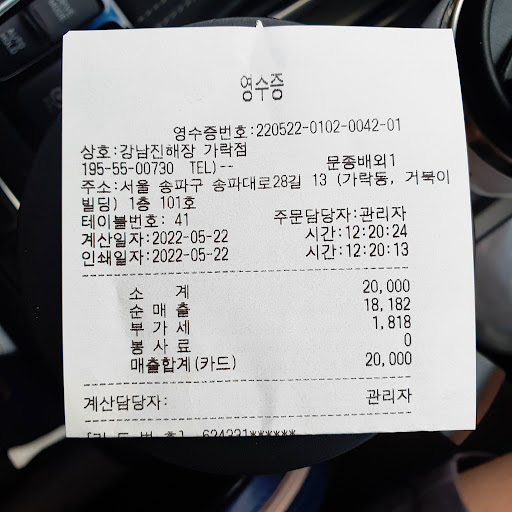 영수증
영수증번호:220522-0102-0042-01
상호:강남진해장 가락점
195-55-00730 TEL)-- 문종배외1
주소:서울 송파구 송파대로28길 13 (가락동, 거북이
빌딩) 1층 101호
테이블번호: 41 주문담당자:관리자
계산일자:2022-05-22 시간:12:20:24
인쇄일자:2022-05-22 시간:12:20:13
소 계 20,000
순 매 출 18,182
부 가 세 1,818
봉 사 료 0
매출합계(카드) 20,000
계산담당자: 관리자
[카 드 번 호]